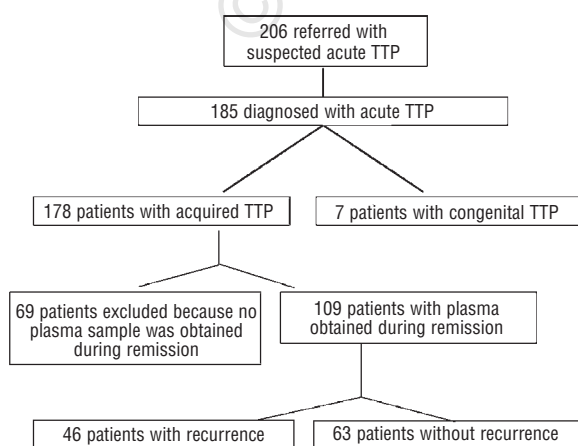 206 referred with
suspected acute TTP
185 diagnosed with acute TTP
178 patients with acquired TTP
7 patients with congenital TTP
69 patients excluded because no
plasma sample was obtained
during remission
109 patients with plasma
obtained during remission
46 patients with recurrence
63 patients without recurrence